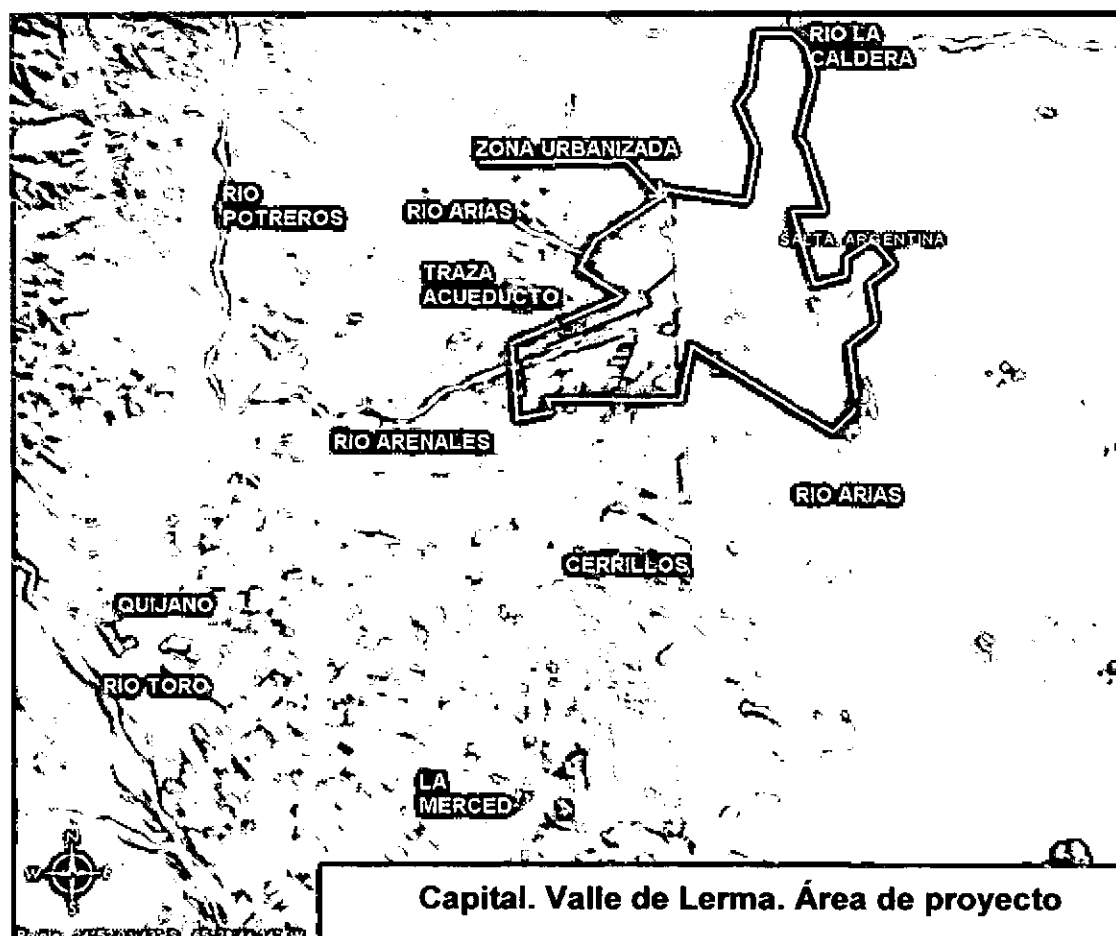 RIO LA
CALDERA
ZONA URBANIZADA
RIO
POTREROS
RIO ARIAS
SALTA. ARGENTINA
TRAZA
ACUEDUCTO
RIO ARENALES
RIO ARIAS
CERRILLOS
QUIJANO
RIO TORO
LA
MERCED
N
W
E
S
Capital. Valle de Lerma. Área de proyecto